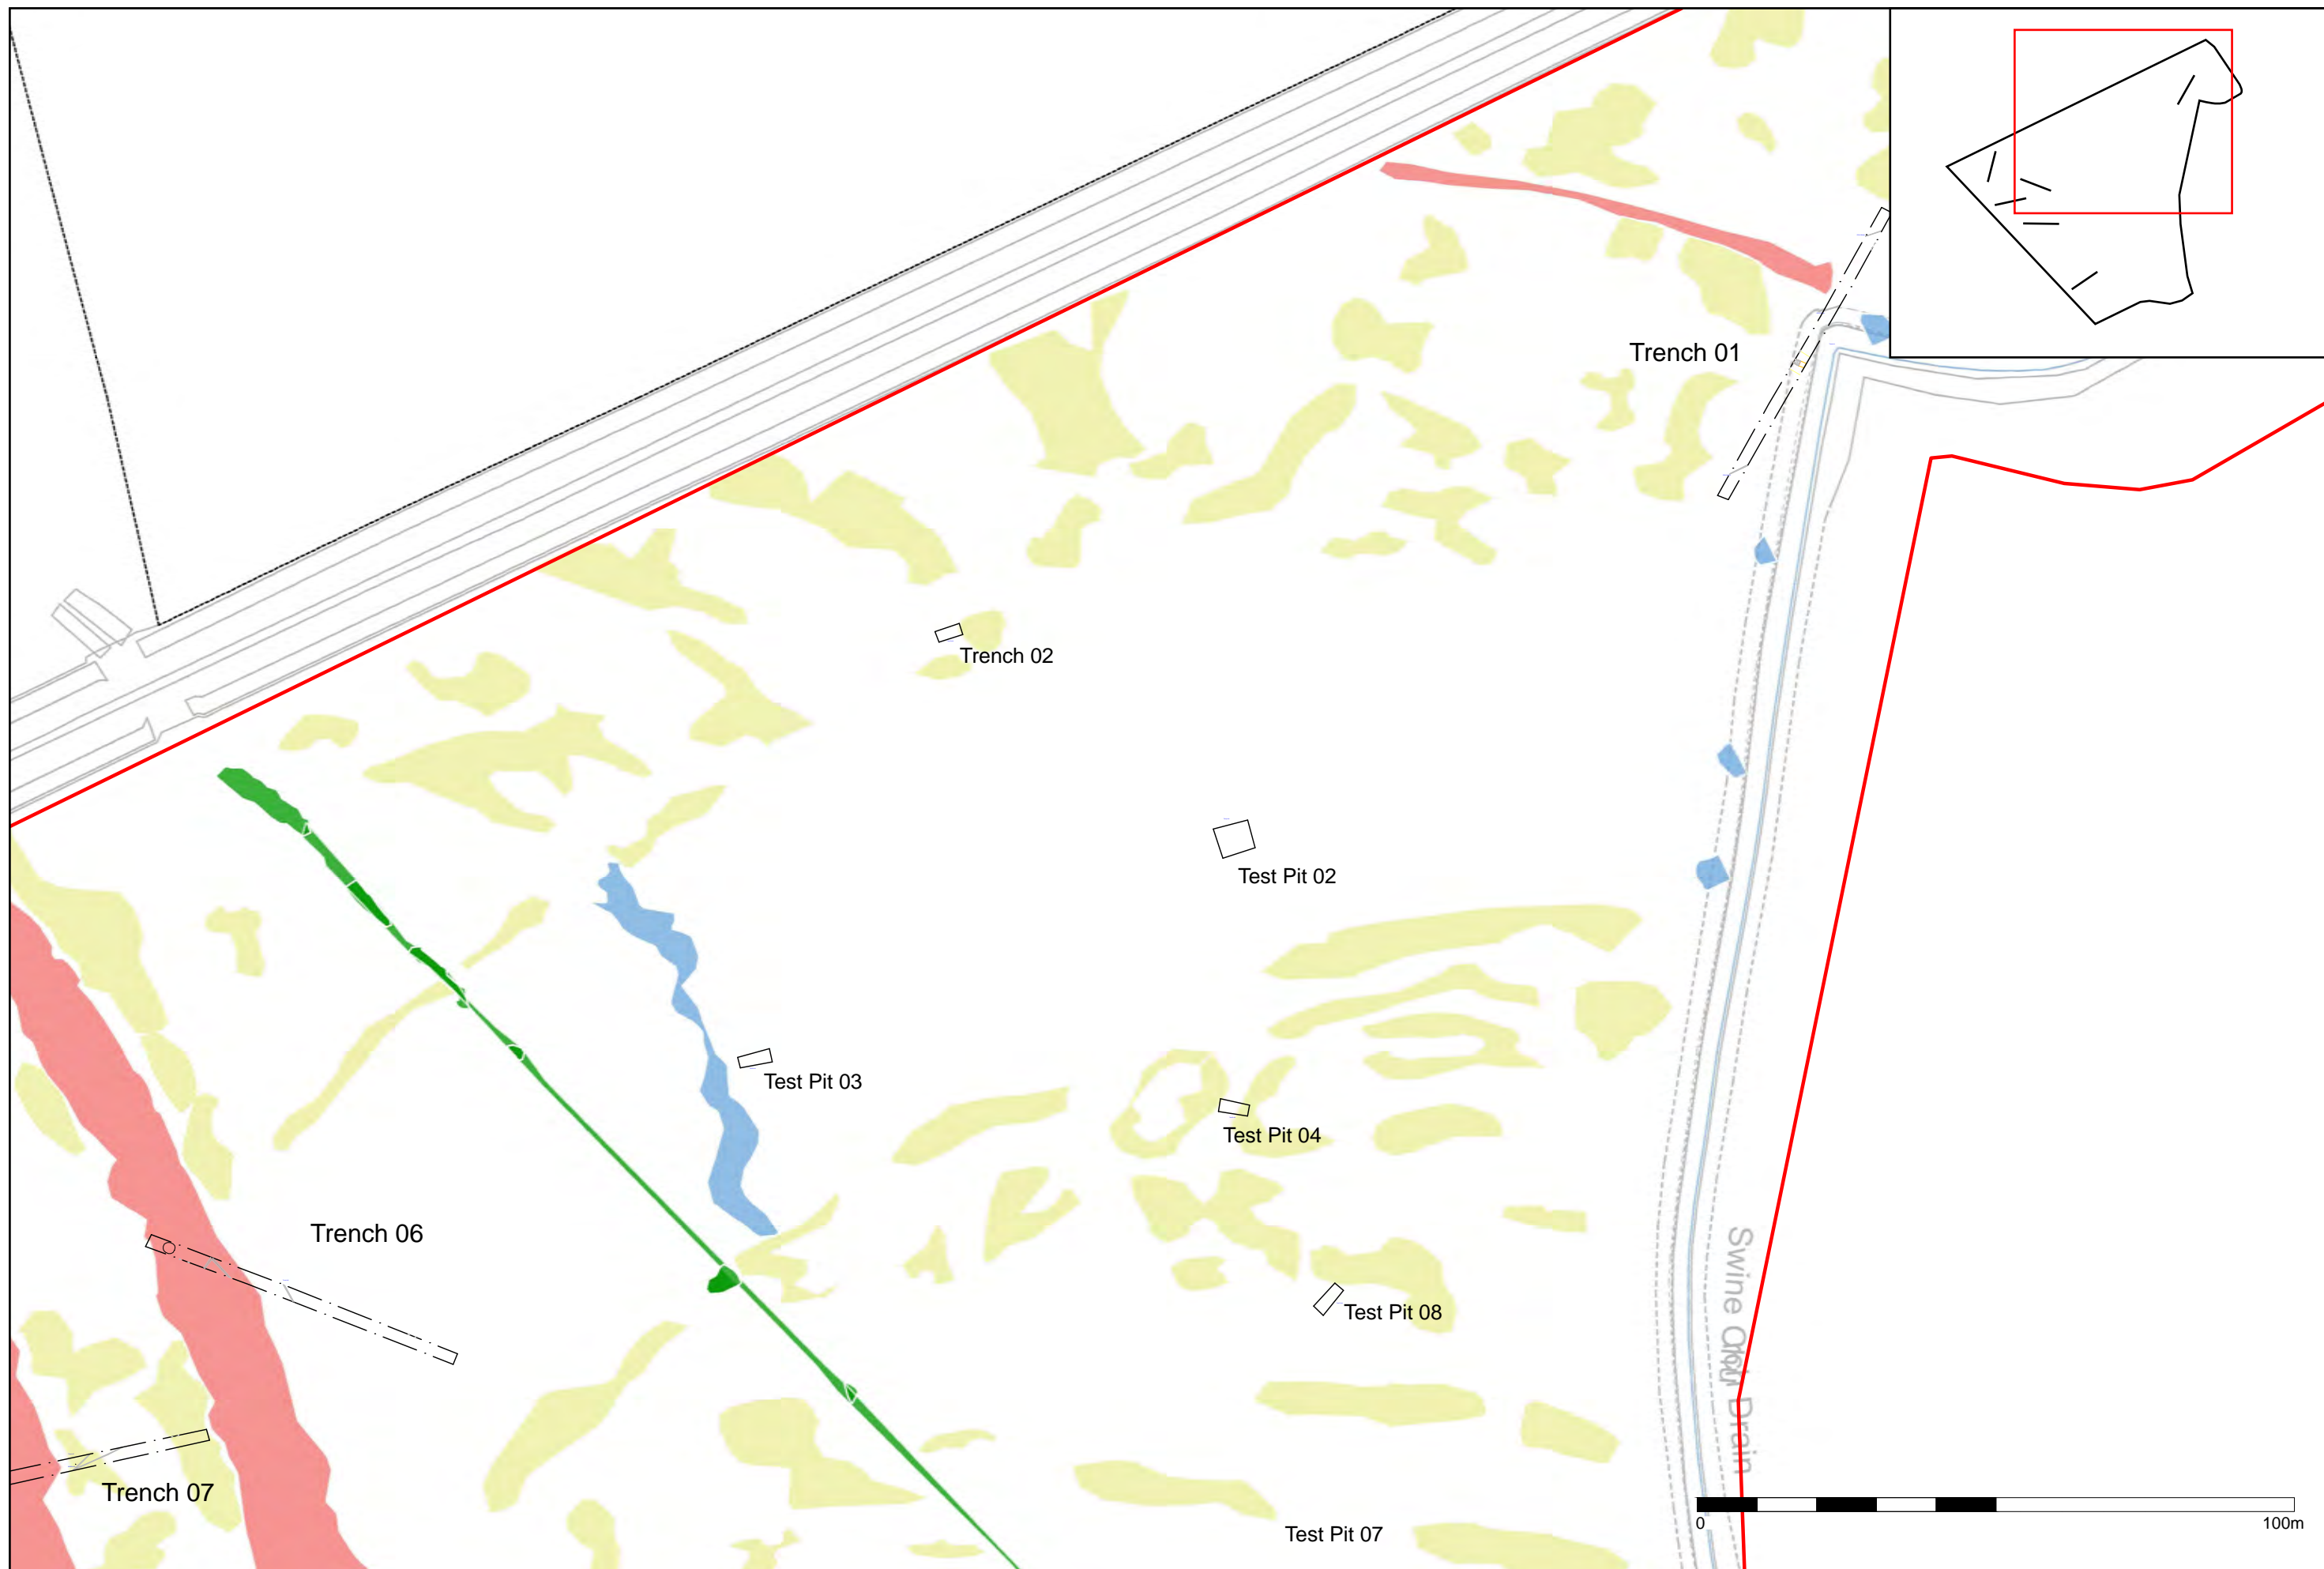 Trench 01
Trench 02
Test Pit 02
Test Pit 03
Test Pit 04
Trench 06
Test Pit 08
Swine
Drain
Trench 07
Test Pit 07
0
100m